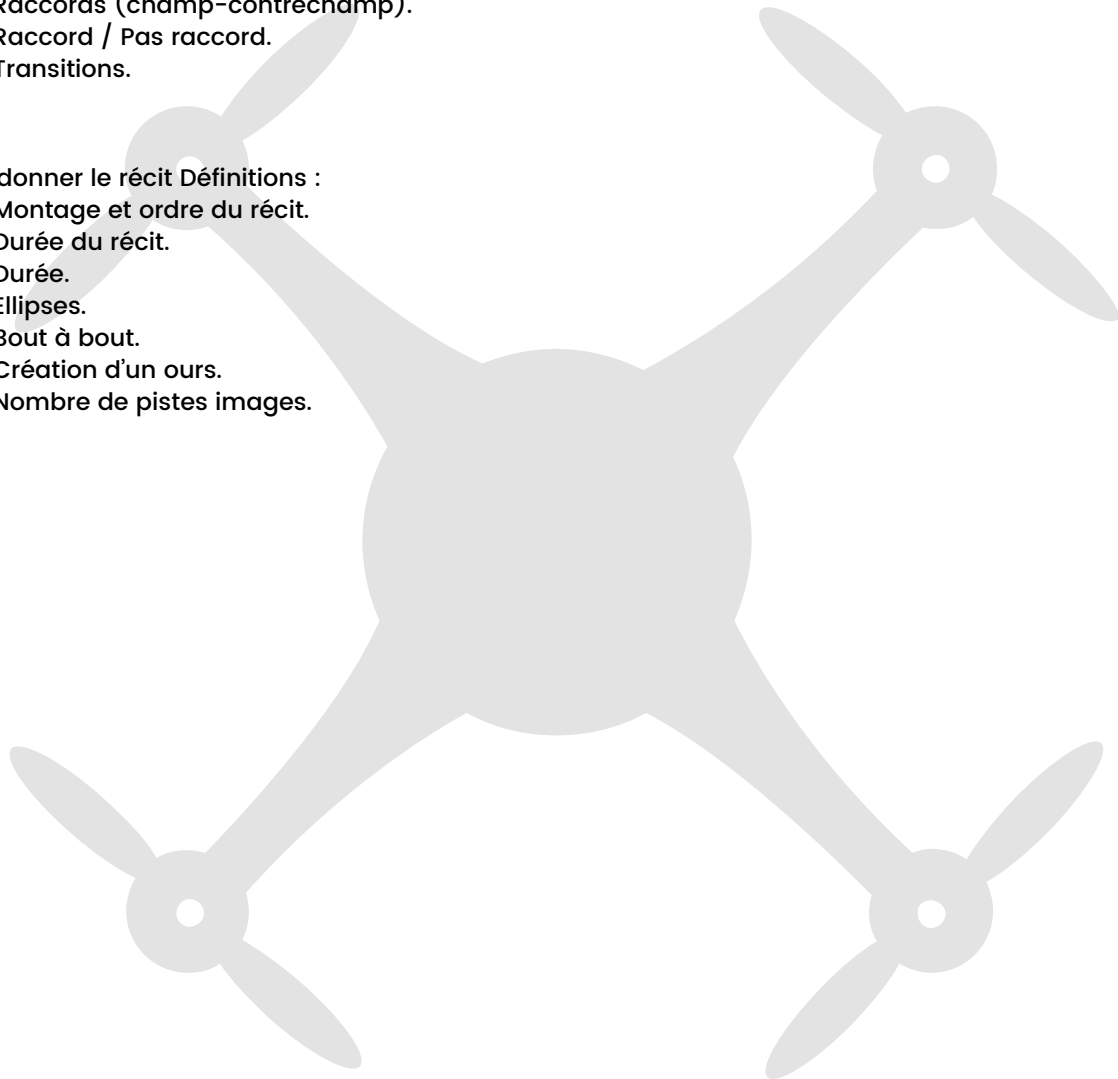 Raccords (champ-contrechamp).
Raccord / Pas raccord.
Transitions.
donner le récit Définitions :
Montage et ordre du récit.
Durée du récit.
Durée.
Ellipses.
Bout à bout.
Création d'un ours.
Nombre de pistes images.